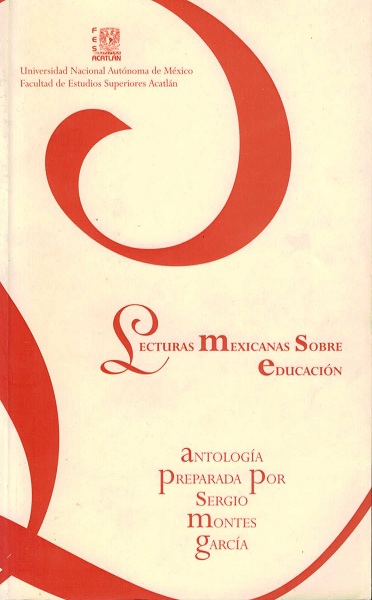 FES
ACATLÁN
Universidad Nacional Autónoma de México
Facultad de Estudios Superiores Acatlán
Lecturas mexicanas Sobre
educación
antología
preparada por
sergio
montes
garcía